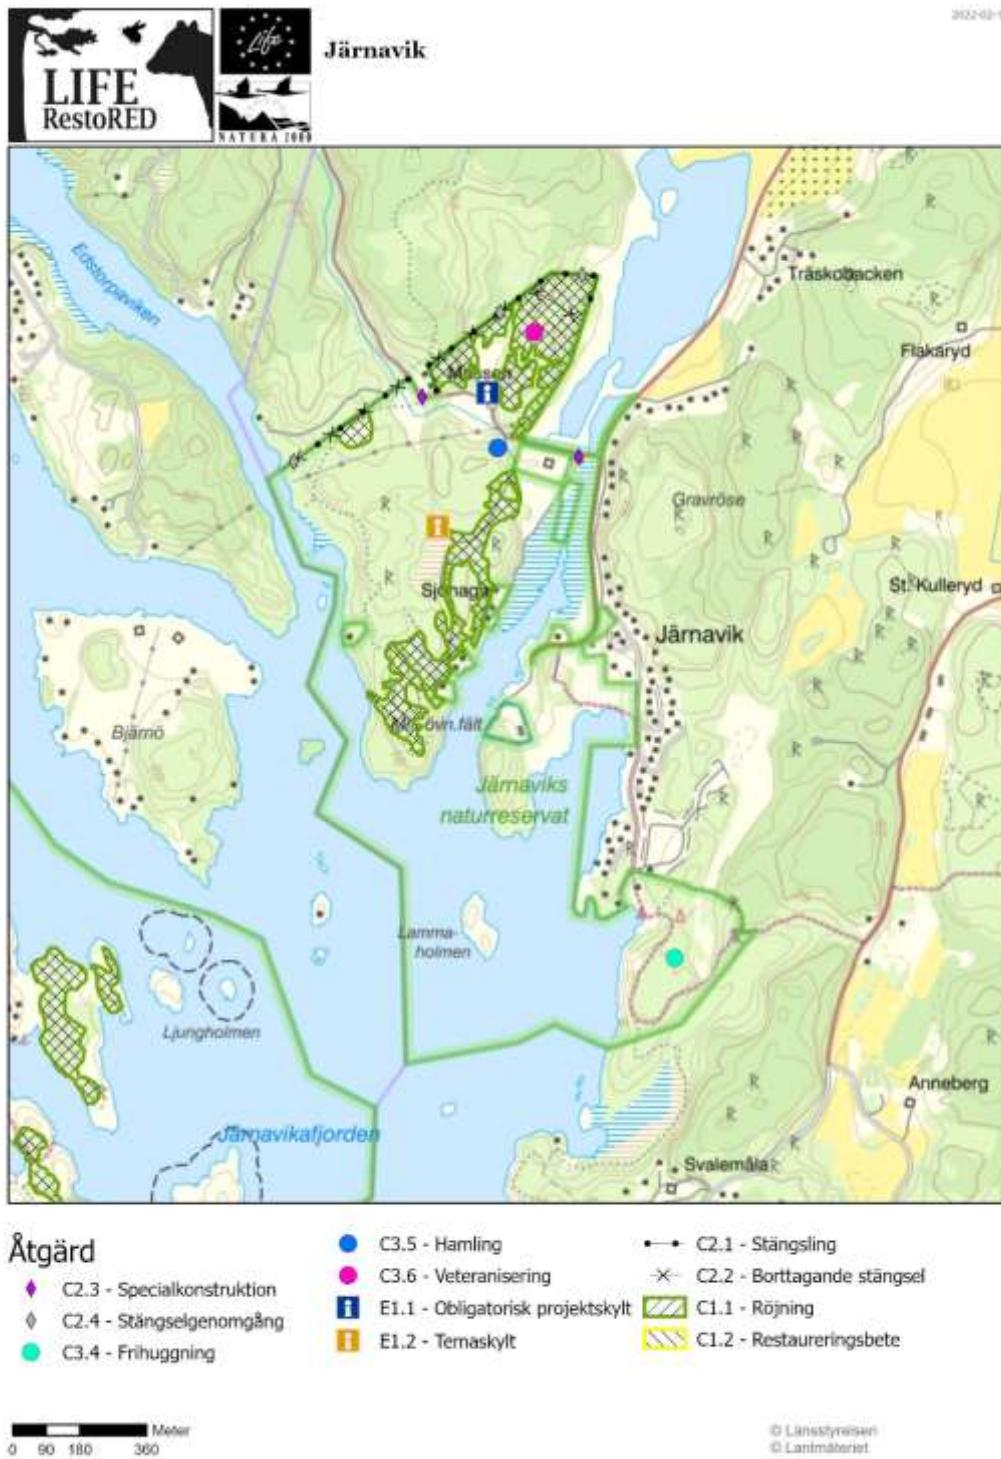 LIFE
RestoRED
Life
NATURA 2000
Järnavik
Edstorpaviken
Träskobacken
Flakaryd
Gravröse
St. Kulleryd
Järnavik
Bjärnö
övn.fält
Järnaviks
naturreservat
Lamma-
holmen
Ljungholmen
Anneberg
Järnavikafjorden
Svalemåla
Åtgärd
C2.3 - Specialkonstruktion
C2.4 - Stängselgenomgång
C3.4 - Frihuggning
C3.5 - Hamling
C3.6 - Veteranisering
E1.1 - Obligatorisk projektskylt
E1.2 - Temaskylt
C2.1 - Stängsling
C2.2 - Borttagande stängsel
C1.1 - Röjning
C1.2 - Restaureringsbete
Meter
0 90 180 360
© Länsstyrelsen
© Lantmäteriet